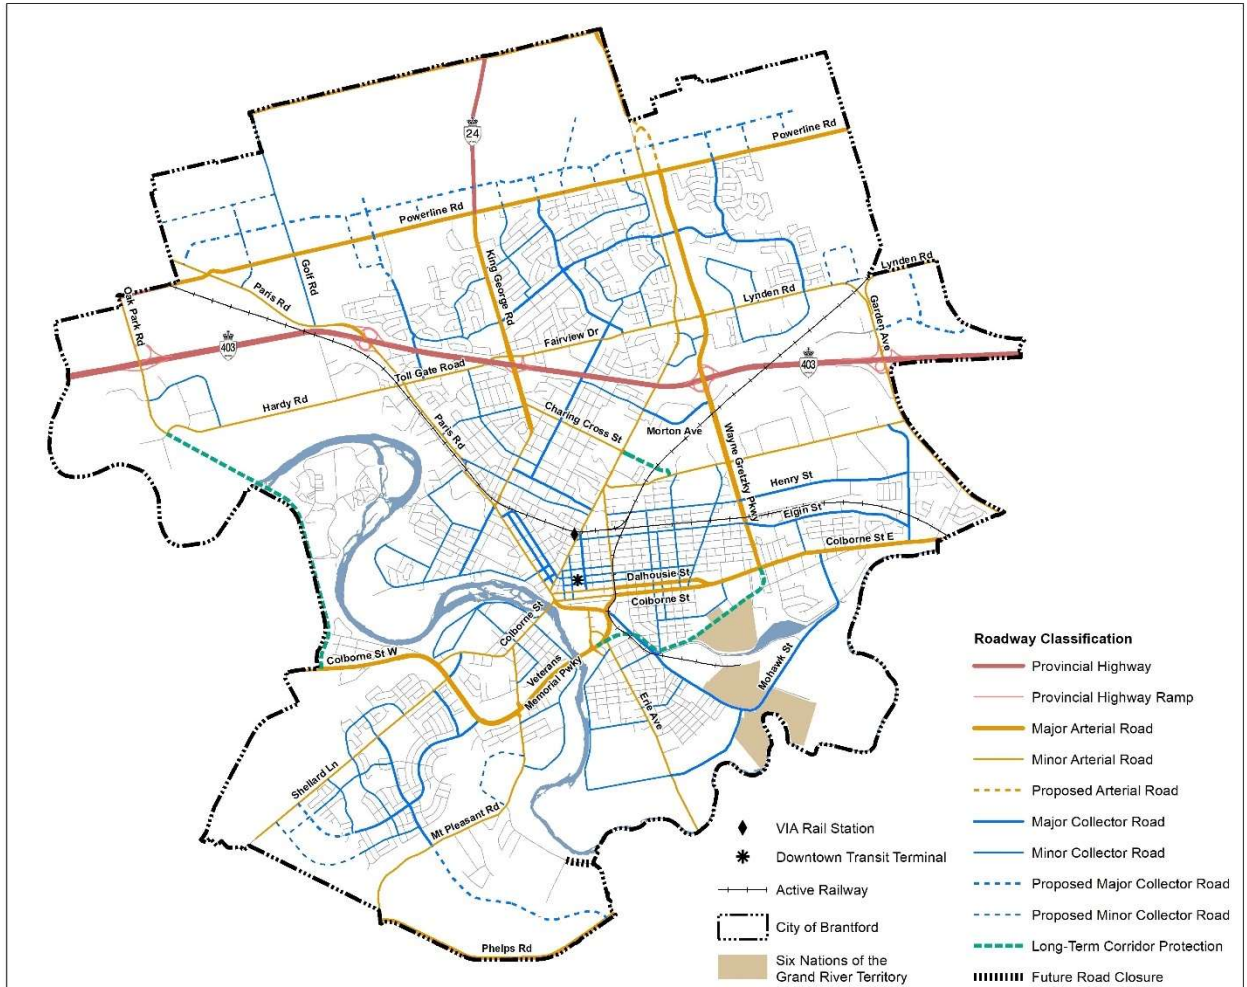 24
Powerline Rd
Powerline Rd
King George Rd
Golf Rd
Paris Rd
Oak Park Rd
Lynden Rd
Lynden Rd
Garden Ave
403
Fairview Dr
403
Toll Gate Road
Hardy Rd
Charing Cross St
Morton Ave
Paris Rd
Wayne Gretzky Pkwy
Henry St
Elgin St
Colborne St E
Dalhousie St
Colborne St
Colborne St
Colborne St W
Veterans
Memorial Pwky
Mohawk St
Erie Ave
Shellard Ln
Mt Pleasant Rd
Phelps Rd
VIA Rail Station
Downtown Transit Terminal
Active Railway
City of Brantford
Six Nations of the
Grand River Territory
Roadway Classification
Provincial Highway
Provincial Highway Ramp
Major Arterial Road
Minor Arterial Road
Proposed Arterial Road
Major Collector Road
Minor Collector Road
Proposed Major Collector Road
Proposed Minor Collector Road
Long-Term Corridor Protection
Future Road Closure